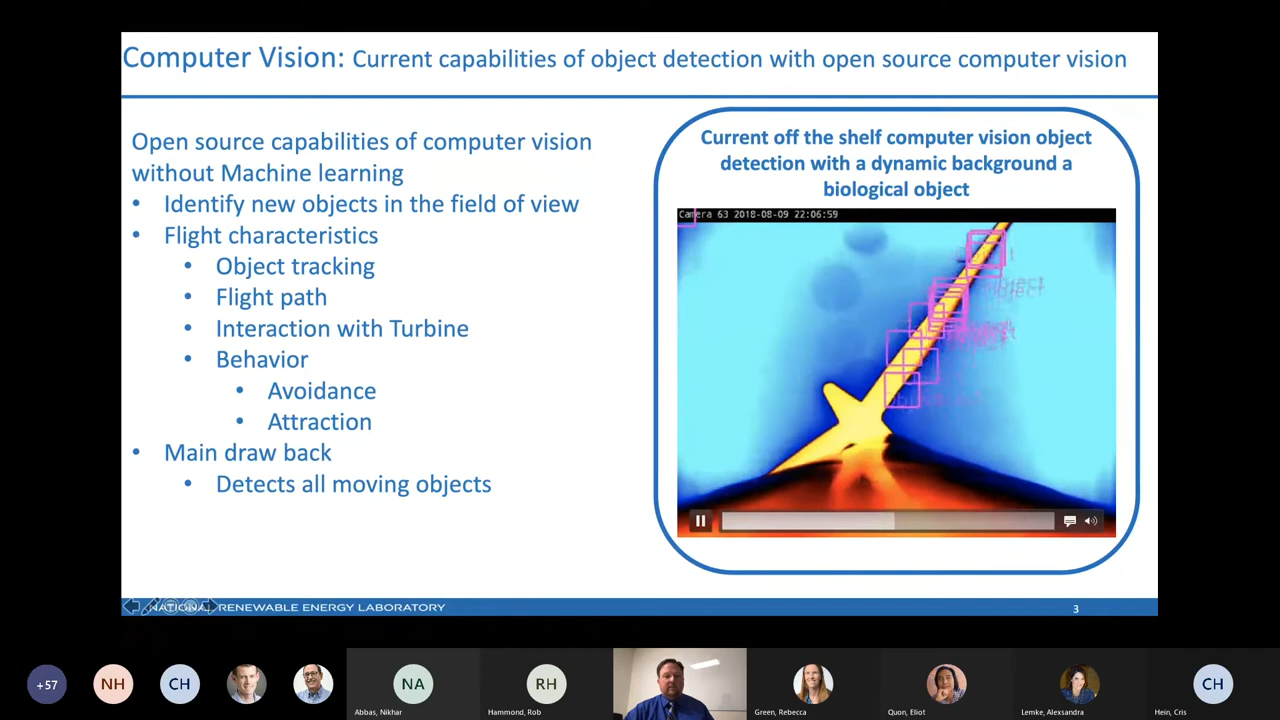 Computer Vision: Current capabilities of object detection with open source computer vision
Open source capabilities of computer vision
without Machine learning
• Identify new objects in the field of view
• Flight characteristics
• Object tracking
• Flight path
• Interaction with Turbine
• Behavior
• Avoidance
• Attraction
• Main draw back
• Detects all moving objects
Current off the shelf computer vision object
detection with a dynamic background a
biological object
Camera 63 2018-08-09 22:06:59
NATIONAL RENEWABLE ENERGY LABORATORY
3
+57
NH
CH
NA
Abbas, Nikhar
RH
Hammond, Rob
Green, Rebecca
Quon, Eliot
Lemke, Alexsandra
CH
Hein, Cris